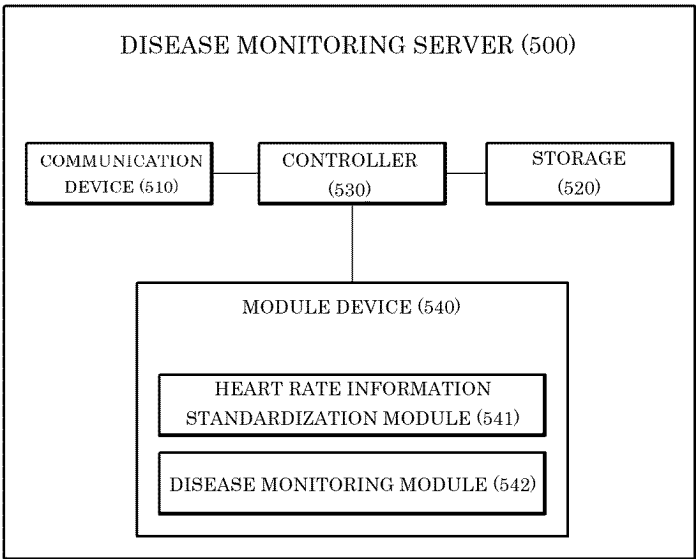 DISEASE MONITORING SERVER (500)
COMMUNICATION
DEVICE (510)
CONTROLLER
(530)
STORAGE
(520)
MODULE DEVICE (540)
HEART RATE INFORMATION
STANDARDIZATION MODULE (541)
DISEASE MONITORING MODULE (542)